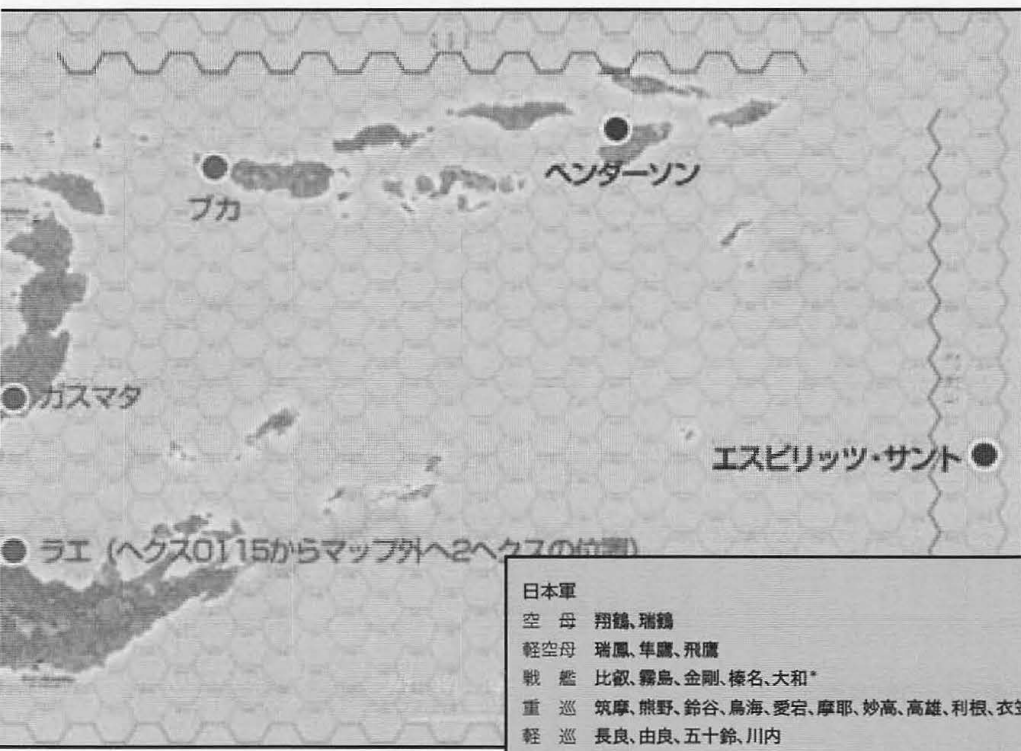 ヘンダーソン
ブカ
ガスマタ
エスピリッツ・サント
ラエ (ヘクス0115からマップ外へ2ヘクスの位置)
日本軍
空 母 翔鶴、瑞鶴
軽空母 瑞鳳、隼鷹、飛鷹
戦 艦 比叡、霧島、金剛、榛名、大和*
重 巡 筑摩、熊野、鈴谷、鳥海、愛宕、摩耶、妙高、高雄、利根、衣笠
軽 巡 長良、由良、五十鈴、川内